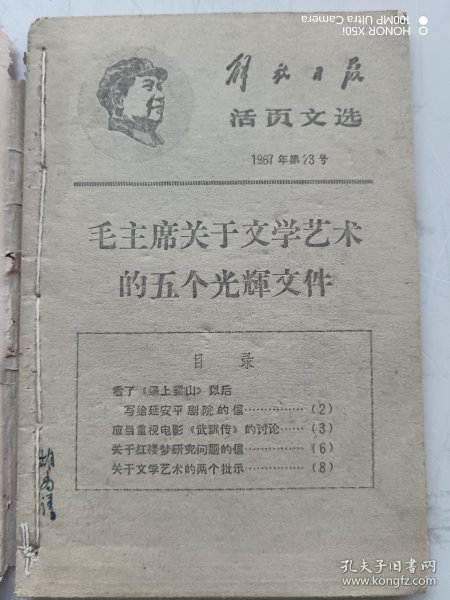 HONOR X50i
100MP Ultra Camera
解放日报
活页文选
1967年第23号
毛主席关于文学艺术
的五个光輝文件
目录
看了《逼上梁山》以后
写给延安平剧院的信……………(2)
应当重视电影《武訓传》的讨论……(3)
关于红楼梦研究问题的信…………(6)
关于文学艺术的两个批示…………(8)
孔夫子旧书网
www.kongfz.com